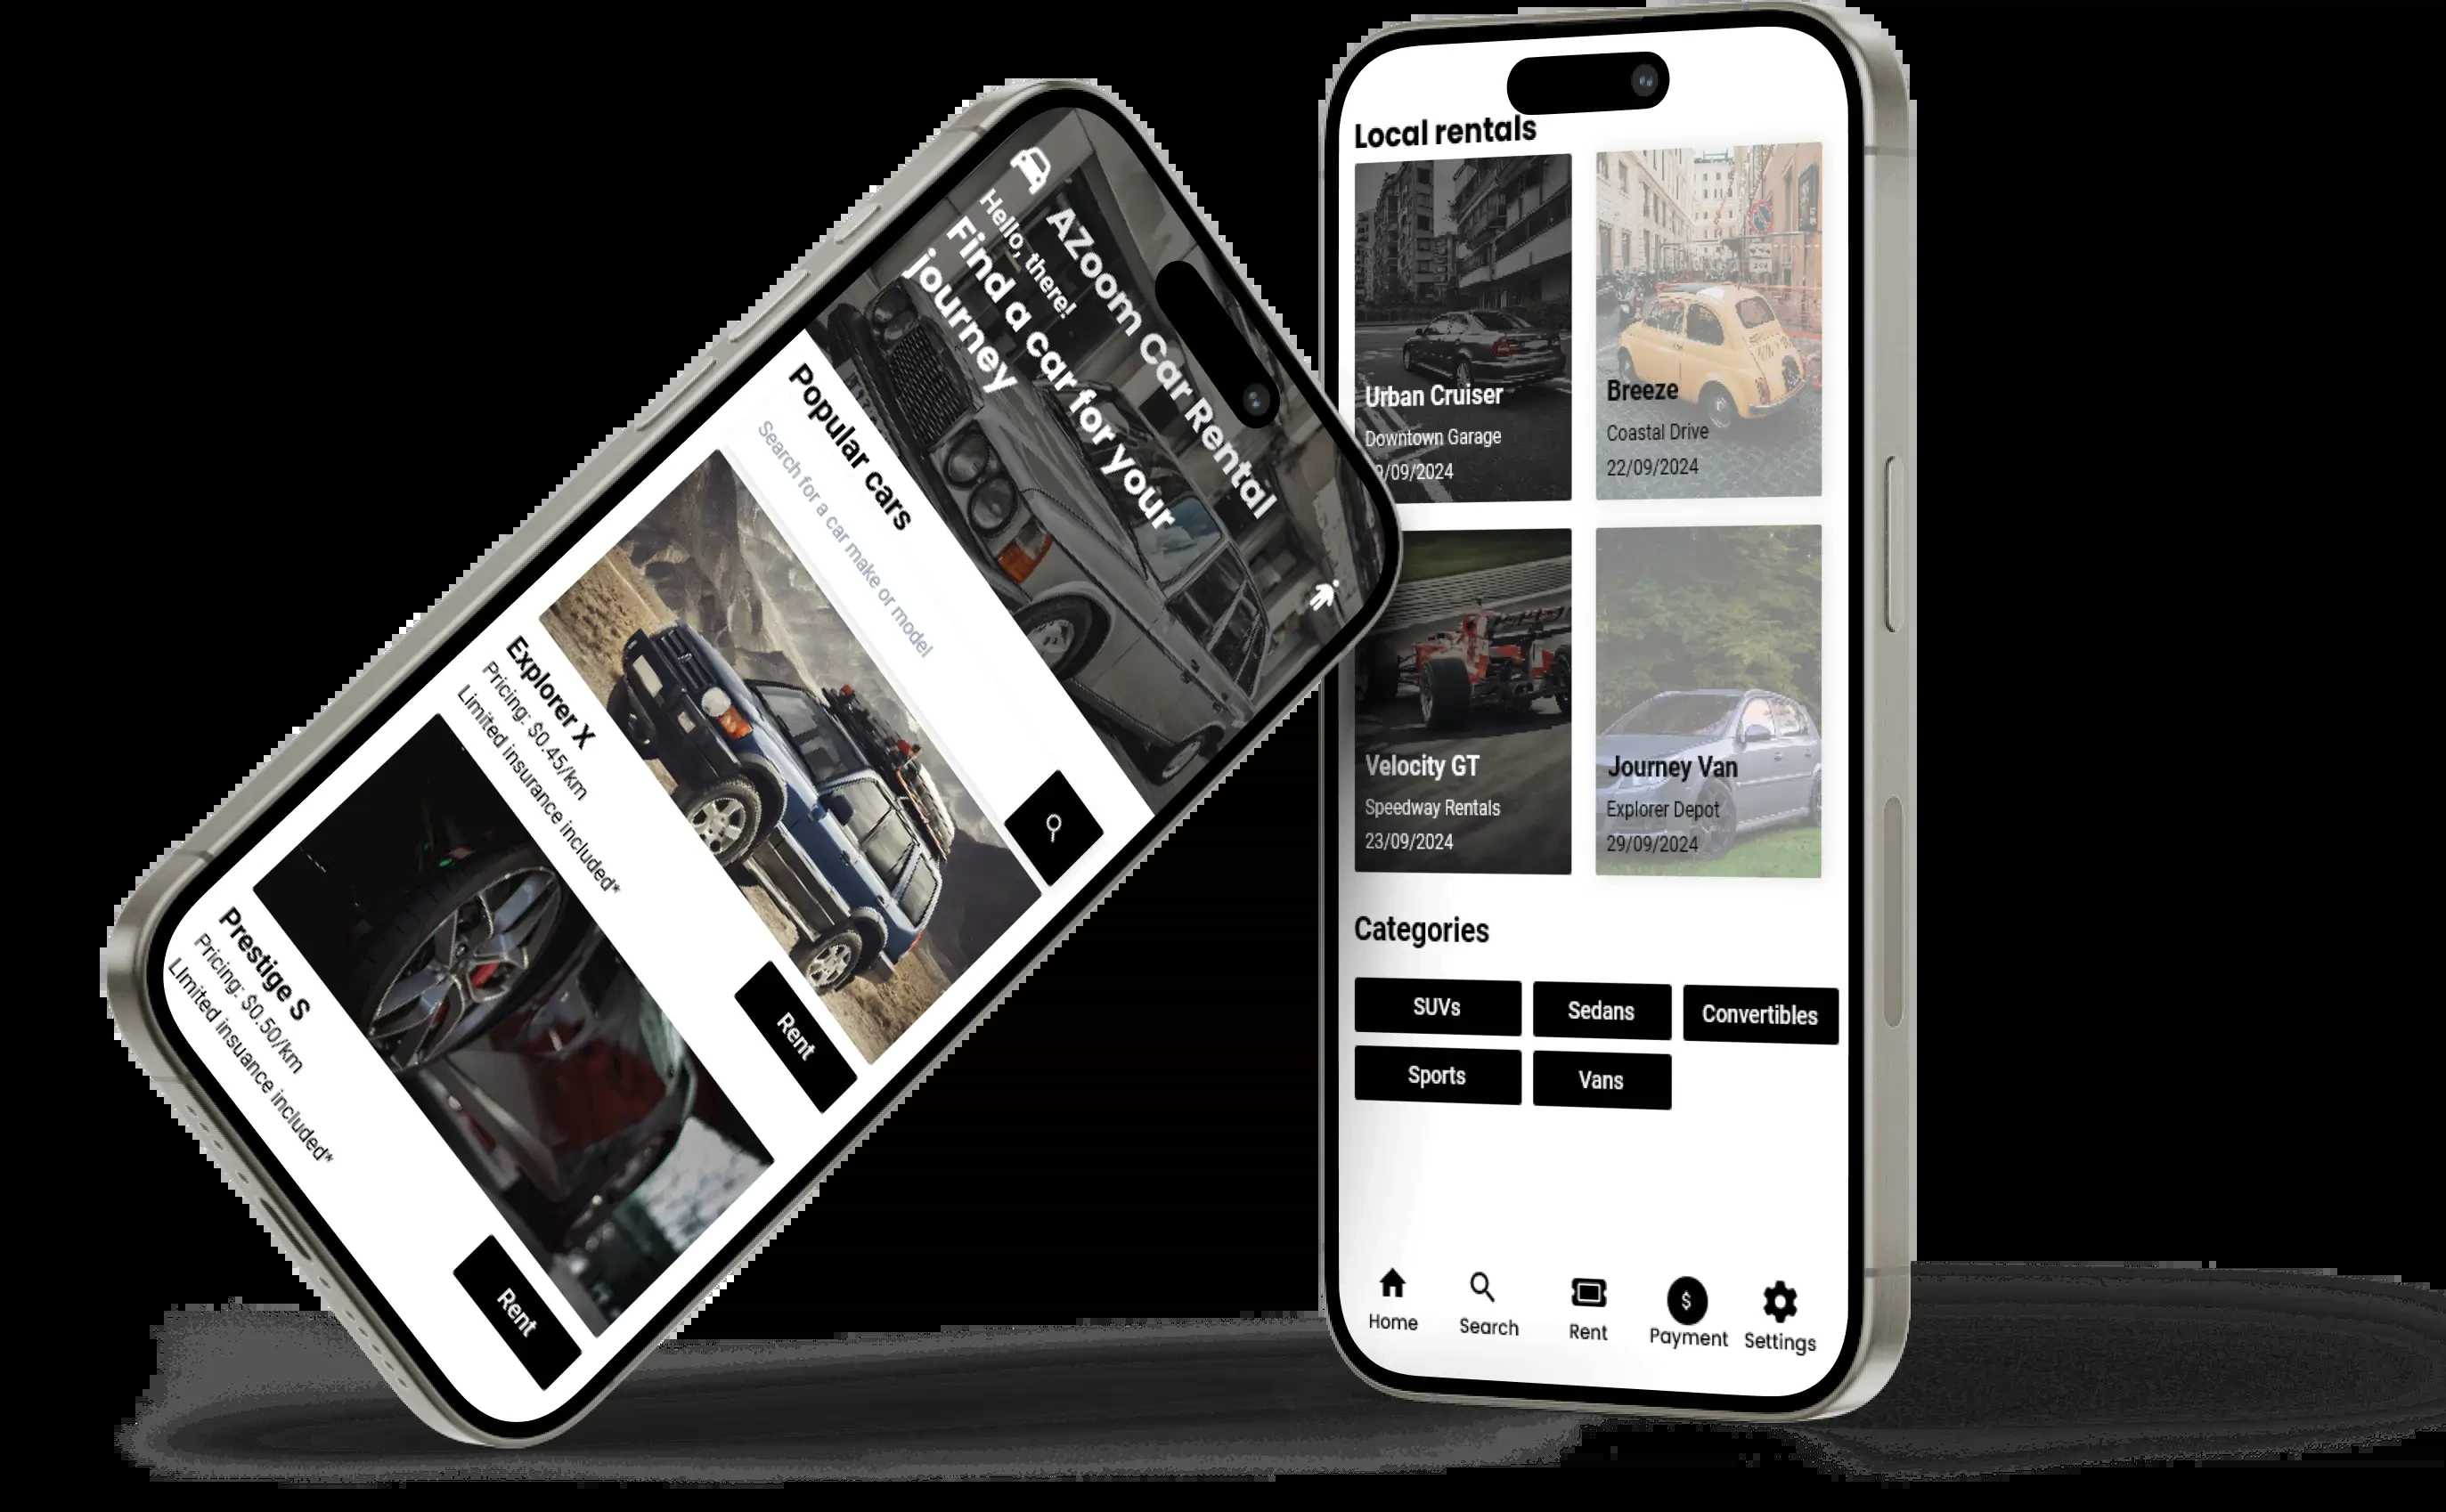 AZoom Car Rental
Hello, there!
Find a car for your
journey
Popular cars
Search for a car make or model
Explorer X
Pricing: $0.45/km
Limited insurance included*
Rent
Prestige S
Pricing: $0.50/km
LImited insuance included*
Rent
Local rentals
Urban Cruiser
Downtown Garage
9/09/2024
Breeze
Coastal Drive
22/09/2024
Velocity GT
Speedway Rentals
23/09/2024
Journey Van
Explorer Depot
29/09/2024
Categories
SUVs
Sedans
Convertibles
Sports
Vans
Home
Search
Rent
$
Payment
Settings